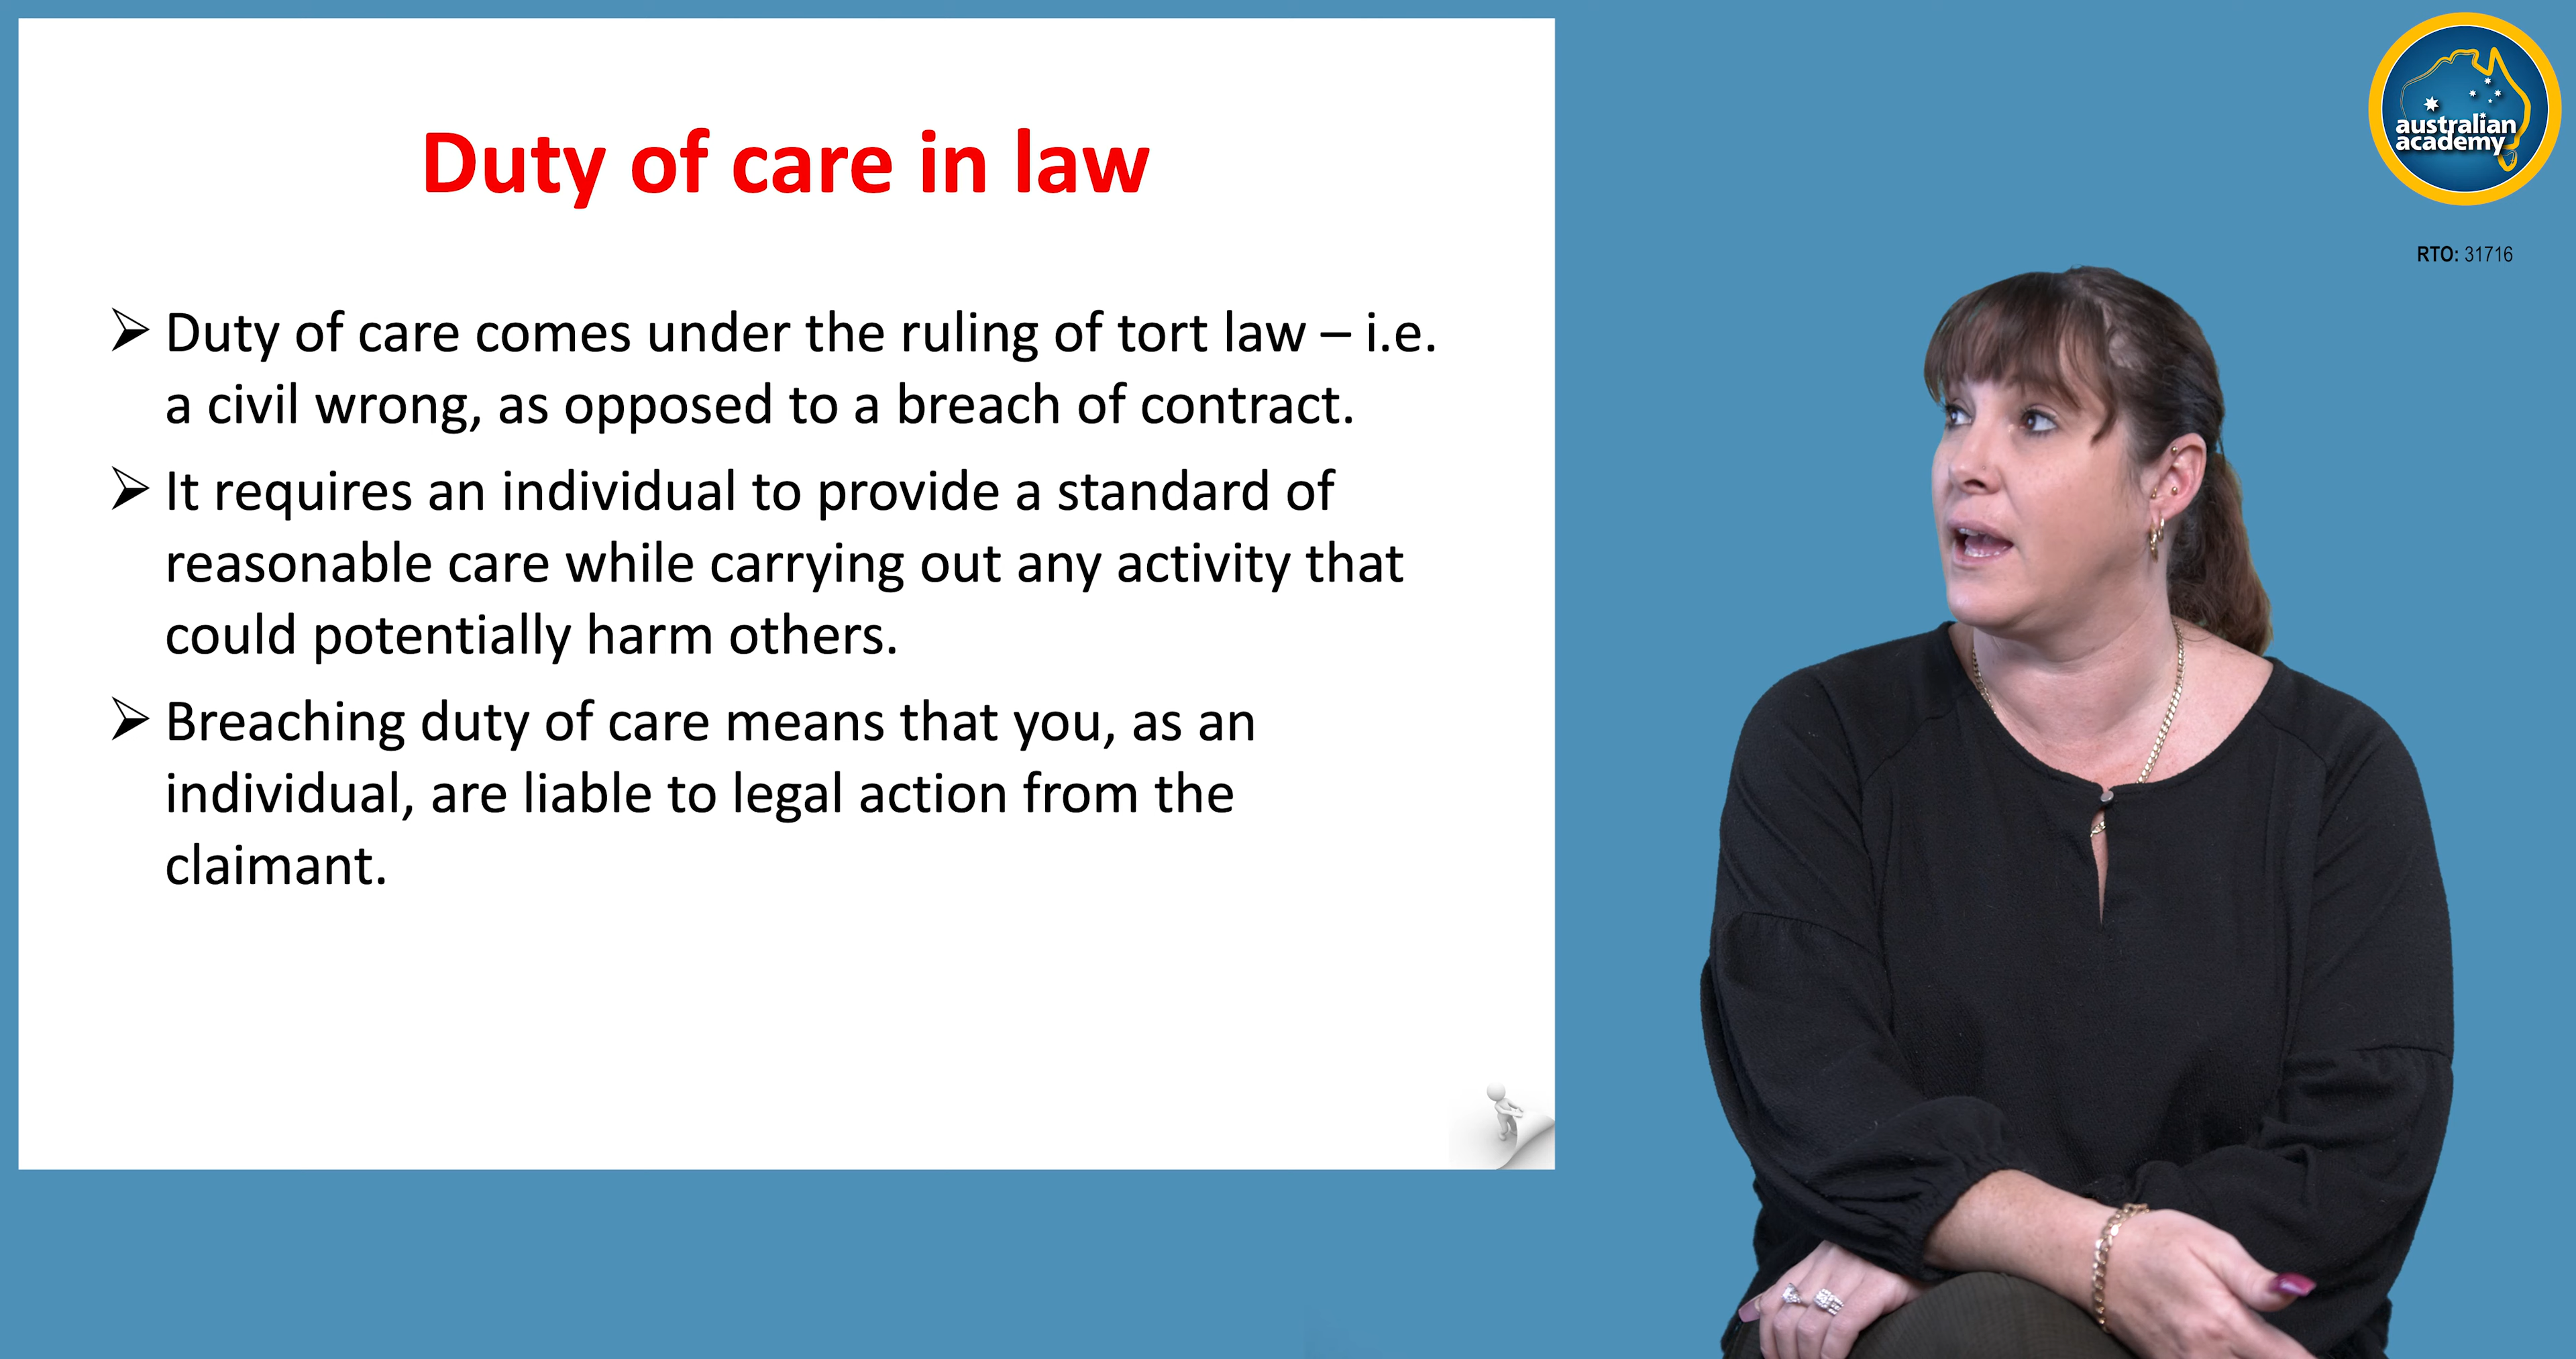 Duty of care in law
➢ Duty of care comes under the ruling of tort law – i.e.
a civil wrong, as opposed to a breach of contract.
➢ It requires an individual to provide a standard of
reasonable care while carrying out any activity that
could potentially harm others.
➢ Breaching duty of care means that you, as an
individual, are liable to legal action from the
claimant.
australian
academy
RTO: 31716